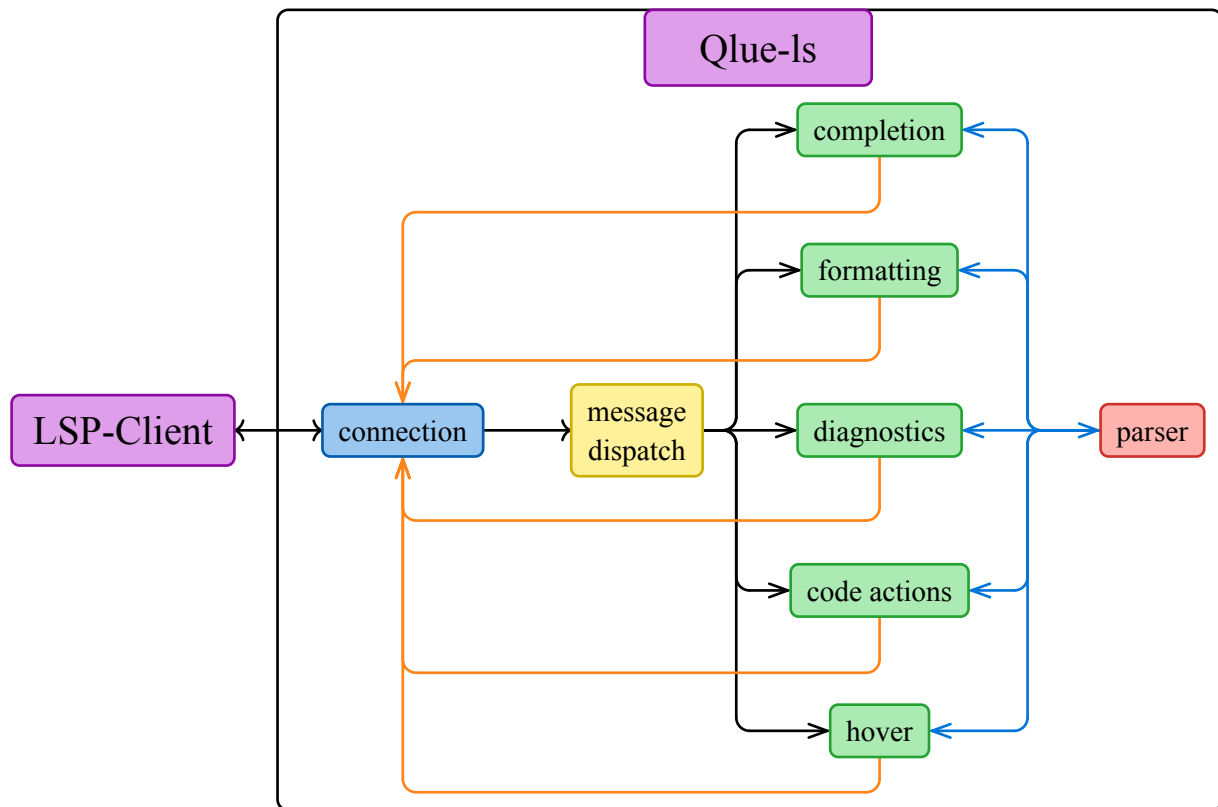 Qlue-ls
completion
formatting
LSP-Client
connection
message
dispatch
diagnostics
parser
code actions
hover